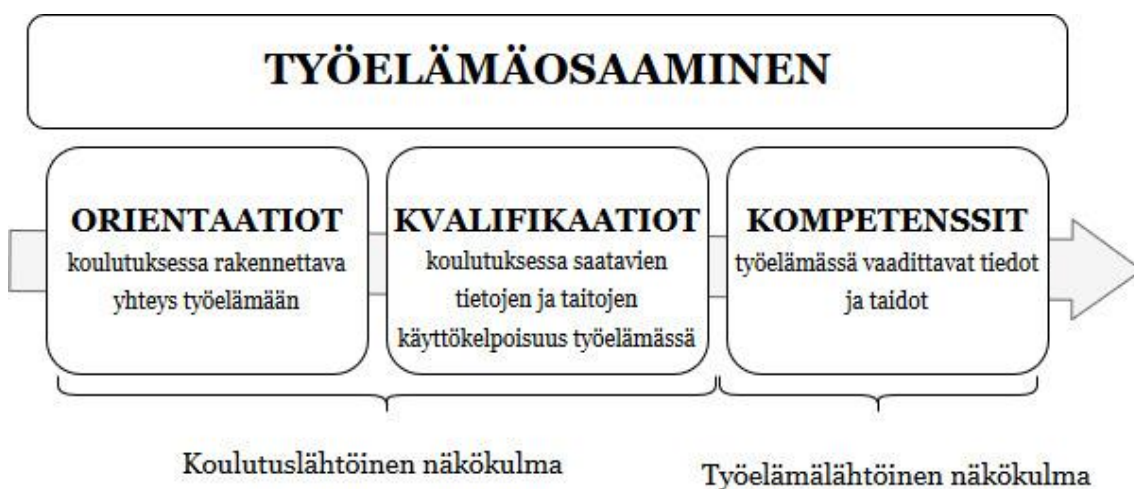 TYÖELÄMÄOSAAMINEN
ORIENTAATIOT
koulutuksessa rakennettava
yhteys työelämään
KVALIFIKAATIOT
koulutuksessa saatavien
tietojen ja taitojen
käyttökelpoisuus työelämässä
KOMPETENSSIT
työelämässä vaadittavat tiedot
ja taidot
Koulutuslähtöinen näkökulma
Työelämälähtöinen näkökulma